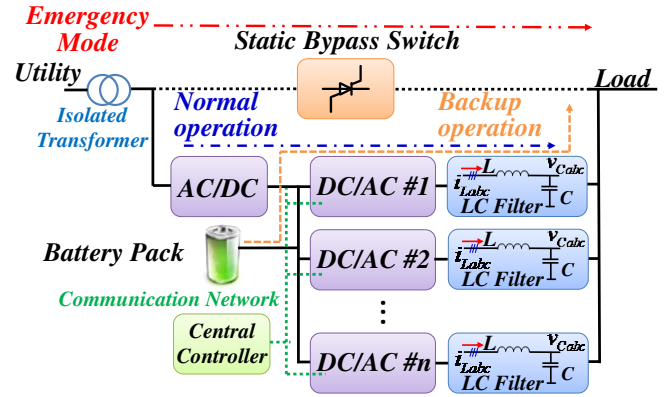 Emergency
Mode
Static Bypass Switch
Utility
Load
Isolated
Transformer
Normal
operation
Backup
operation
AC/DC
DC/AC #1
L
v_Cabc
i_Labc
C
LC Filter
Battery Pack
DC/AC #2
L
v_Cabc
i_Labc
C
LC Filter
Communication Network
⋮
Central
Controller
DC/AC #n
L
v_Cabc
i_Labc
C
LC Filter